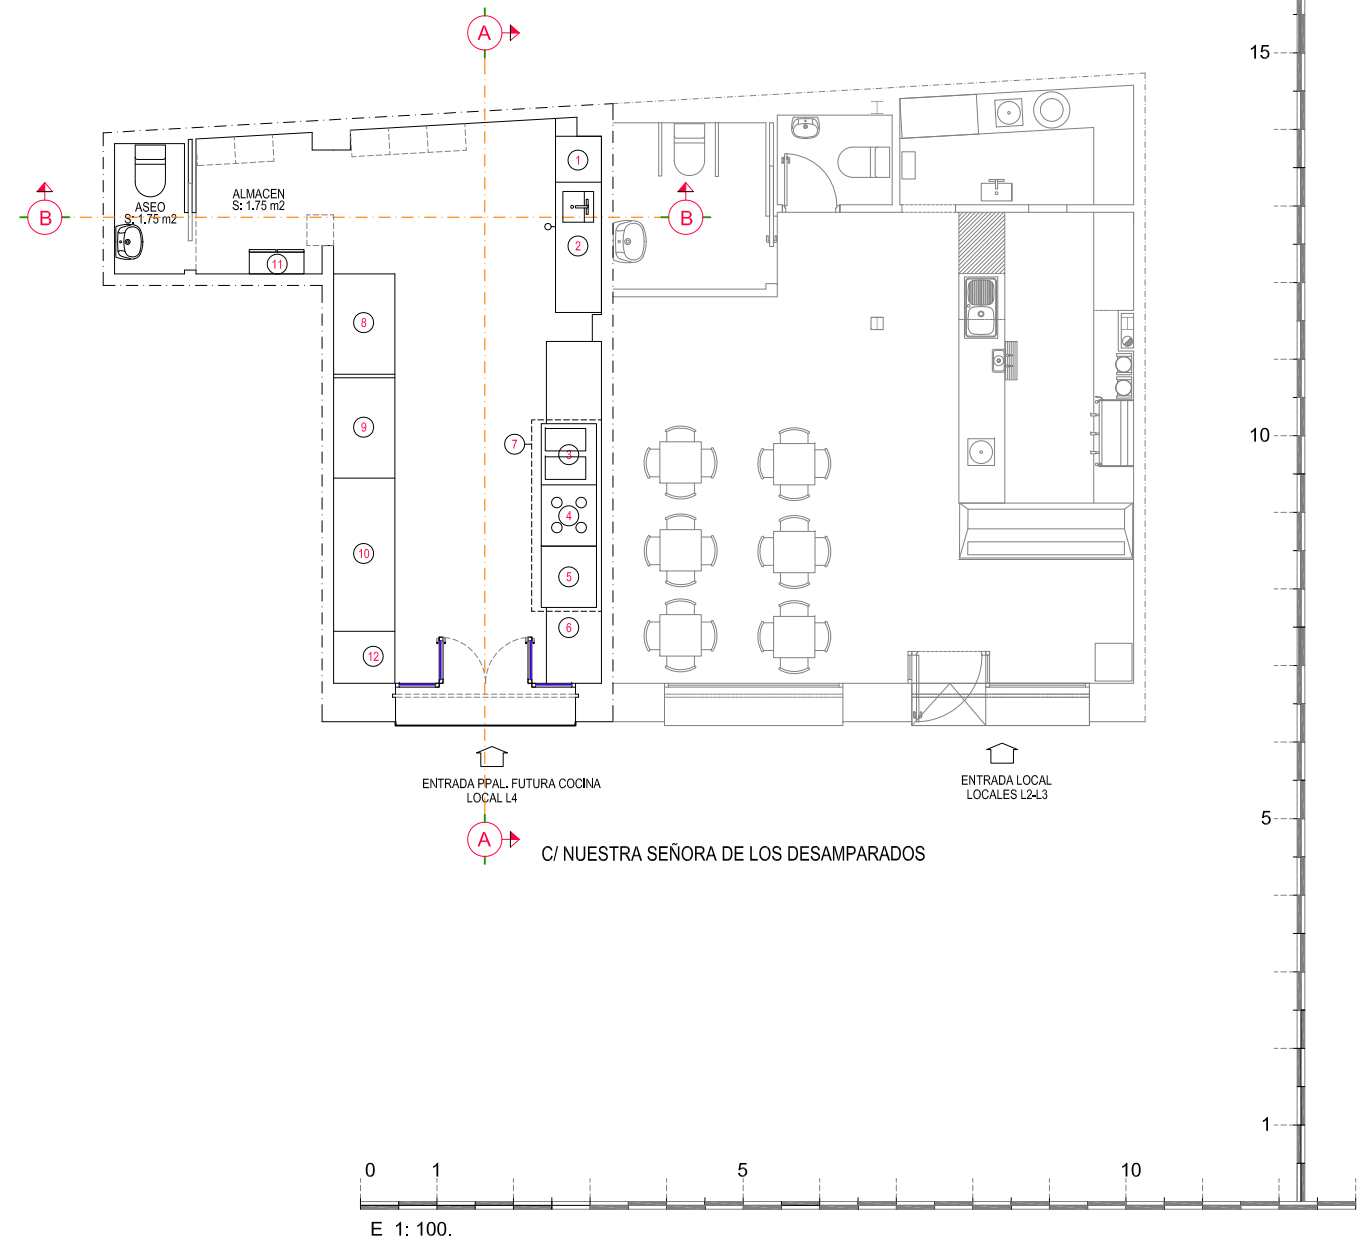 A
15
B
ASEO
S: 1.75 m2
ALMACEN
S: 1.75 m2
1
B
2
11
8
9
7
3
10
4
10
5
6
12
ENTRADA PPAL. FUTURA COCINA
LOCAL L4
ENTRADA LOCAL
LOCALES L2-L3
5
A
C/ NUESTRA SEÑORA DE LOS DESAMPARADOS
1
0 1 5 10
E 1: 100.